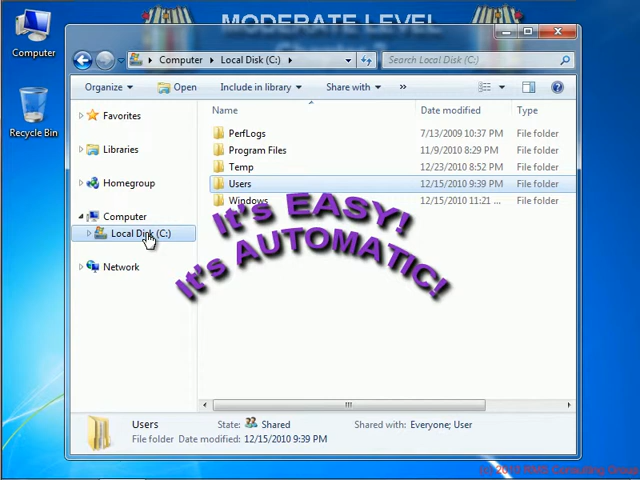 MODERATE LEVEL
Computer
Recycle Bin
Computer
Local Disk (C:)
Search Local Disk (C:)
Organize
Open
Include in library
Share with
»
Favorites
Libraries
Homegroup
Computer
Local Disk (C:)
Network
Name
Date modified
Type
PerfLogs
7/13/2009 10:37 PM
File folder
Program Files
11/9/2010 8:29 PM
File folder
Temp
12/23/2010 8:52 PM
File folder
Users
12/15/2010 9:39 PM
File folder
Windows
12/15/2010 11:21 ...
File folder
It's EASY!
It's AUTOMATIC!
Users
State:
Shared
Shared with: Everyone; User
File folder
Date modified: 12/15/2010 9:39 PM
(c) 2010 RMG Consulting Group